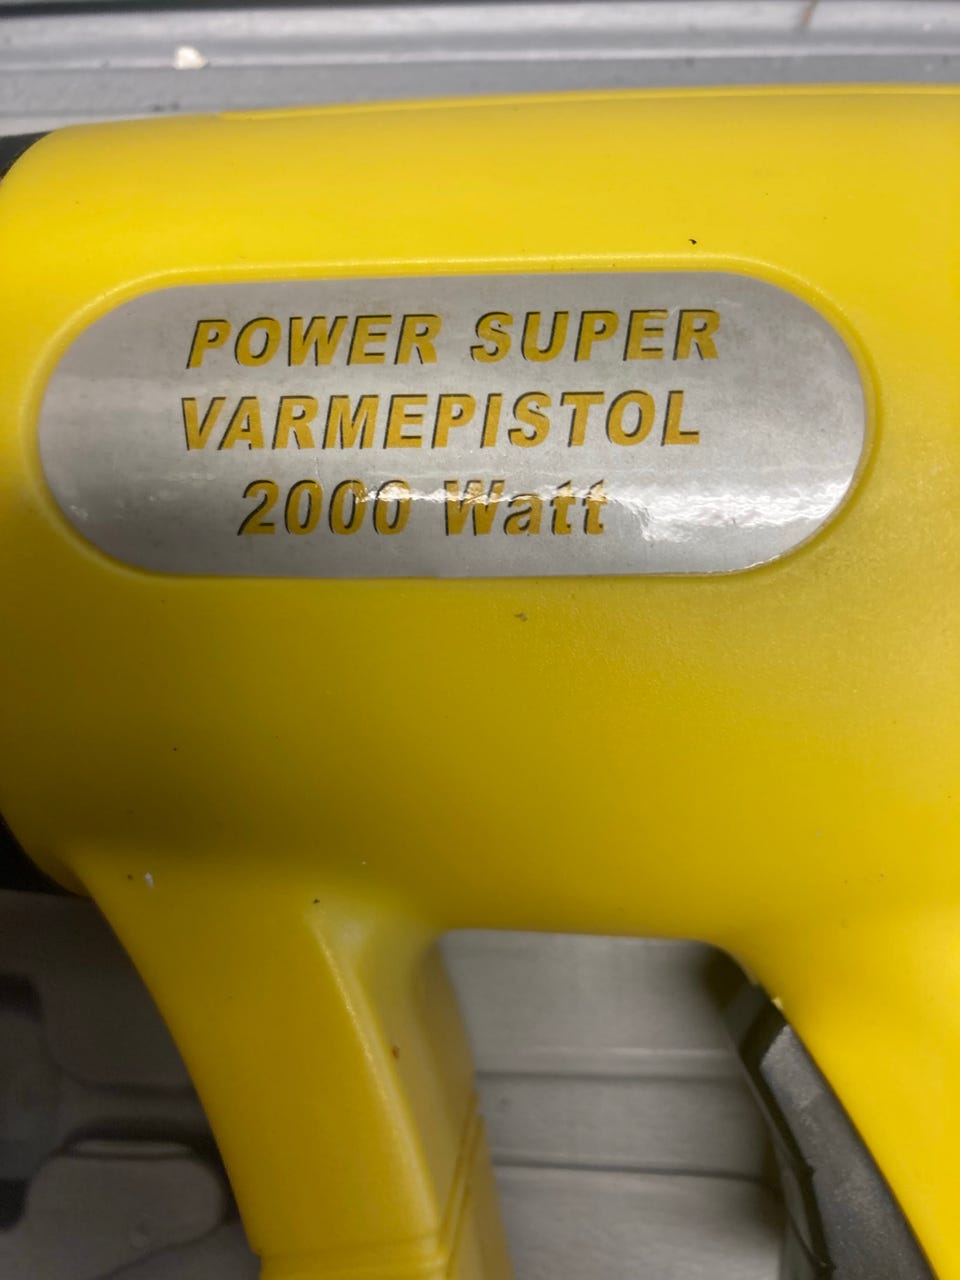 POWER SUPER
VARMEPISTOL
2000 Watt